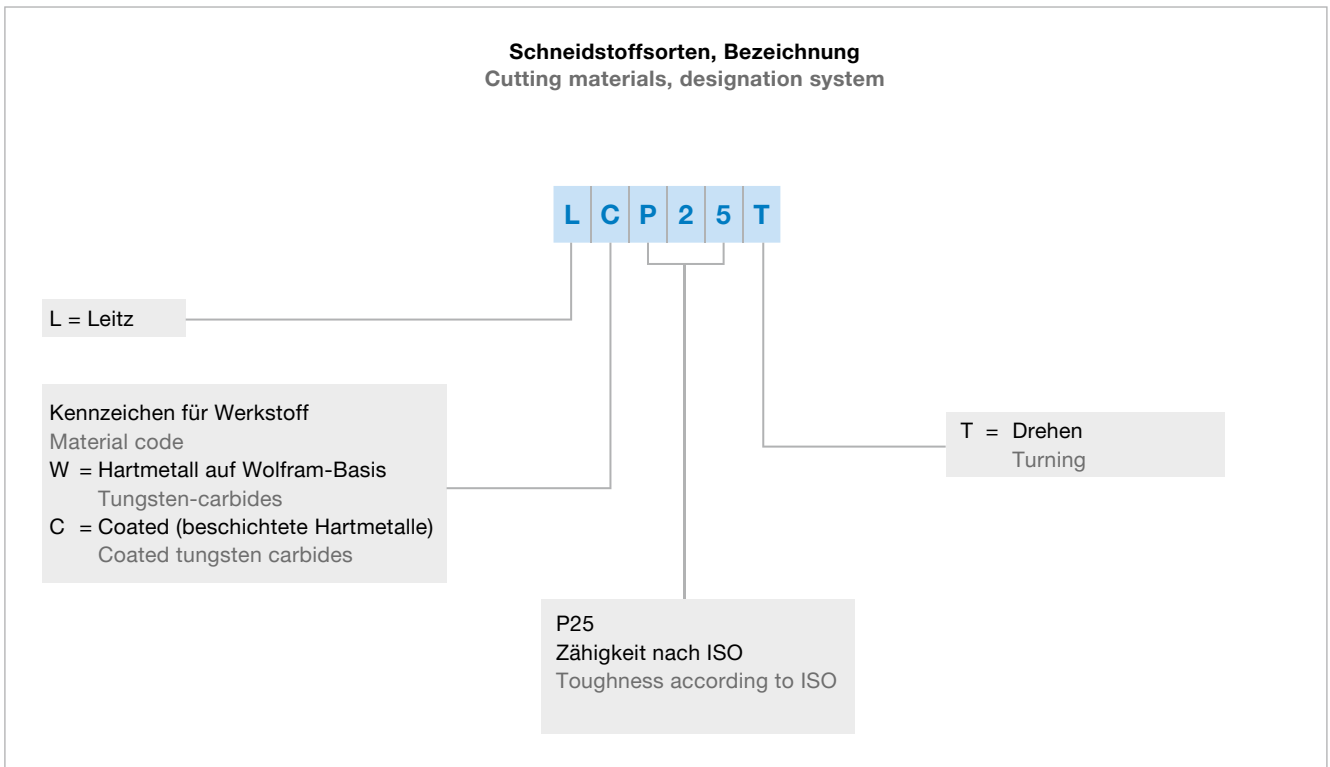 Schneidstoffsorten, Bezeichnung
Cutting materials, designation system
L C P 2 5 T
L = Leitz
Kennzeichen für Werkstoff
Material code
W = Hartmetall auf Wolfram-Basis
Tungsten-carbides
C = Coated (beschichtete Hartmetalle)
Coated tungsten carbides
T = Drehen
Turning
P25
Zähigkeit nach ISO
Toughness according to ISO